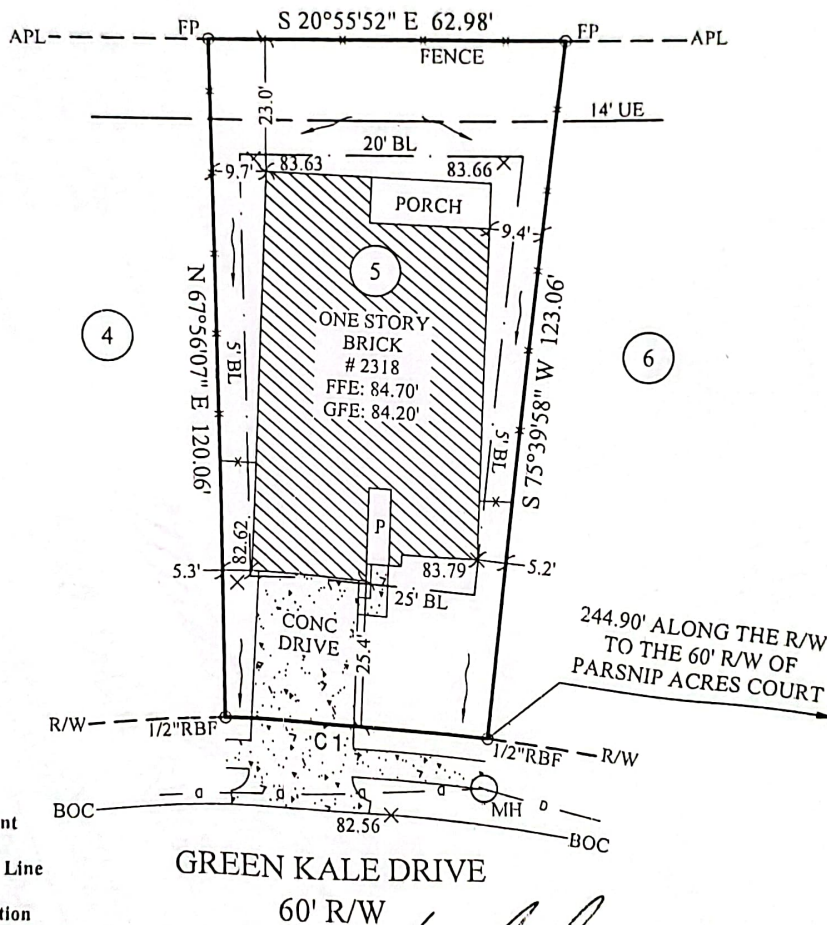 S 20°55'52" E 62.98'
APL
FP
FP
APL
FENCE
23.0'
14' UE
20' BL
9.7'
83.63
83.66
PORCH
9.4'
5
N 67°56'07" E 120.06'
S 75°39'58" W 123.06'
4
6
ONE STORY
BRICK
# 2318
FFE: 84.70'
GFE: 84.20'
5' BL
5' BL
P
82.62
5.3'
83.79
5.2'
25' BL
CONC
DRIVE
25.4'
244.90' ALONG THE R/W
TO THE 60' R/W OF
PARSNIP ACRES COURT
R/W
1/2"RBF
C1
1/2"RBF
R/W
BOC
MH
82.56
BOC
nt
Line
tion
GREEN KALE DRIVE
60' R/W